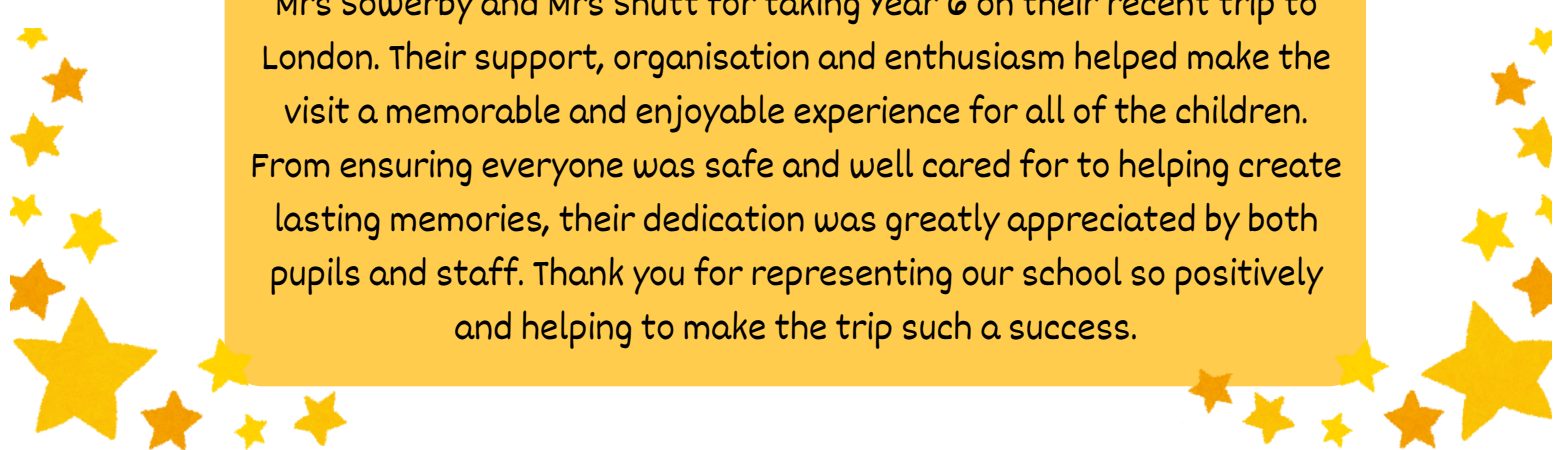 Mrs Sowerby and Mrs Shutt for taking Year 6 on their recent trip to
London. Their support, organisation and enthusiasm helped make the
visit a memorable and enjoyable experience for all of the children.
From ensuring everyone was safe and well cared for to helping create
lasting memories, their dedication was greatly appreciated by both
pupils and staff. Thank you for representing our school so positively
and helping to make the trip such a success.